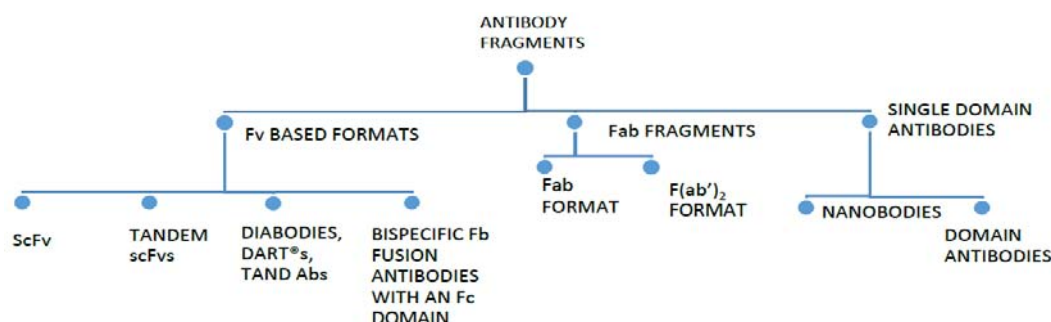 ANTIBODY
FRAGMENTS
Fv BASED FORMATS
Fab FRAGMENTS
SINGLE DOMAIN
ANTIBODIES
ScFv
TANDEM
scFvs
DIABODIES,
DART®s,
TAND Abs
BISPECIFIC Fb
FUSION
ANTIBODIES
WITH AN Fc
DOMAIN
Fab
FORMAT
F(ab')₂
FORMAT
NANOBODIES
DOMAIN
ANTIBODIES